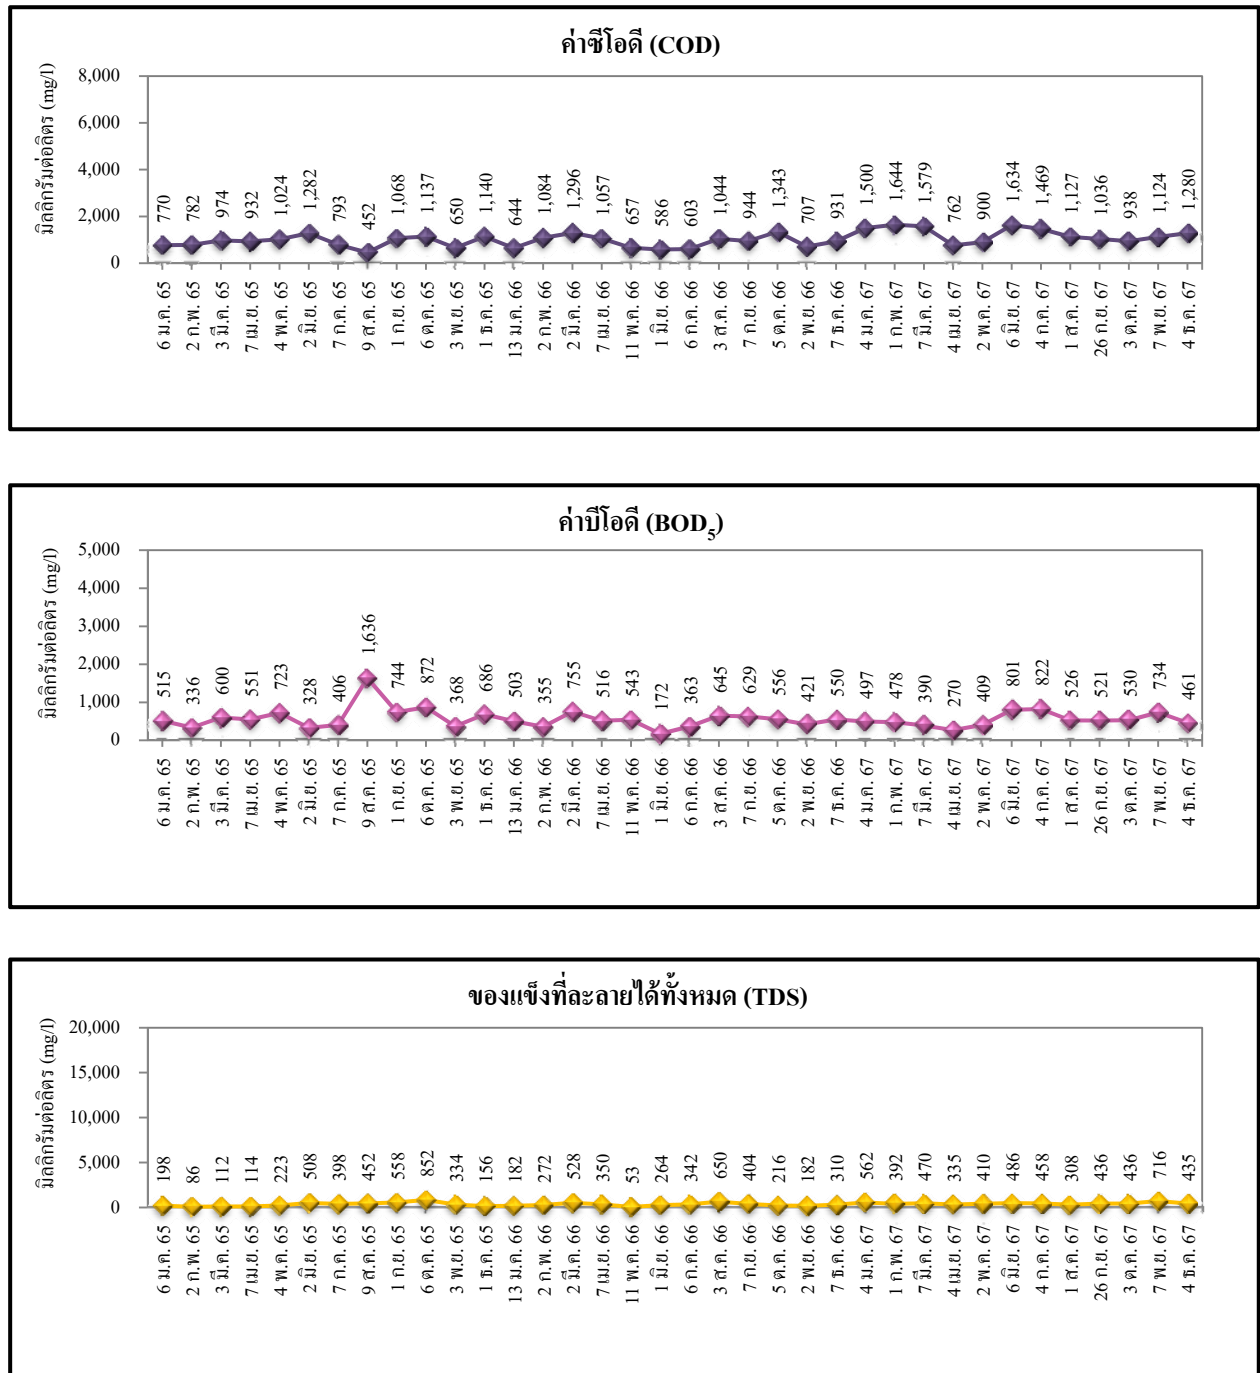 ค่าซีโอดี (COD)
มิลลิกรัมต่อลิตร (mg/l)
8,000
6,000
4,000
2,000
0
770 782 974 932 1,024 1,282 793 452 1,068 1,137 650 1,140 644 1,084 1,296 1,057 657 586 603 1,044 944 1,343 707 931 1,500 1,644 1,579 762 900 1,634 1,469 1,127 1,036 938 1,124 1,280
6 ม.ค. 65 2 ก.พ. 65 3 มี.ค. 65 7 เม.ย. 65 4 พ.ค. 65 2 มิ.ย. 65 7 ก.ค. 65 9 ส.ค. 65 1 ก.ย. 65 6 ต.ค. 65 3 พ.ย. 65 1 ธ.ค. 65 13 ม.ค. 66 2 ก.พ. 66 2 มี.ค. 66 7 เม.ย. 66 11 พ.ค. 66 1 มิ.ย. 66 6 ก.ค. 66 3 ส.ค. 66 7 ก.ย. 66 5 ต.ค. 66 2 พ.ย. 66 7 ธ.ค. 66 4 ม.ค. 67 1 ก.พ. 67 7 มี.ค. 67 4 เม.ย. 67 2 พ.ค. 67 6 มิ.ย. 67 4 ก.ค. 67 1 ส.ค. 67 26 ก.ย. 67 3 ต.ค. 67 7 พ.ย. 67 4 ธ.ค. 67
ค่าบีโอดี (BOD₅)
มิลลิกรัมต่อลิตร (mg/l)
5,000
4,000
3,000
2,000
1,000
0
515 336 600 551 723 328 406 1,636 744 872 368 686 503 355 755 516 543 172 363 645 629 556 421 550 497 478 390 270 409 801 822 526 521 530 734 461
6 ม.ค. 65 2 ก.พ. 65 3 มี.ค. 65 7 เม.ย. 65 4 พ.ค. 65 2 มิ.ย. 65 7 ก.ค. 65 9 ส.ค. 65 1 ก.ย. 65 6 ต.ค. 65 3 พ.ย. 65 1 ธ.ค. 65 13 ม.ค. 66 2 ก.พ. 66 2 มี.ค. 66 7 เม.ย. 66 11 พ.ค. 66 1 มิ.ย. 66 6 ก.ค. 66 3 ส.ค. 66 7 ก.ย. 66 5 ต.ค. 66 2 พ.ย. 66 7 ธ.ค. 66 4 ม.ค. 67 1 ก.พ. 67 7 มี.ค. 67 4 เม.ย. 67 2 พ.ค. 67 6 มิ.ย. 67 4 ก.ค. 67 1 ส.ค. 67 26 ก.ย. 67 3 ต.ค. 67 7 พ.ย. 67 4 ธ.ค. 67
ของแข็งที่ละลายได้ทั้งหมด (TDS)
มิลลิกรัมต่อลิตร (mg/l)
20,000
15,000
10,000
5,000
0
198 86 112 114 223 508 398 452 558 852 334 156 182 272 528 350 53 264 342 650 404 216 182 310 562 392 470 335 410 486 458 308 436 436 716 435
6 ม.ค. 65 2 ก.พ. 65 3 มี.ค. 65 7 เม.ย. 65 4 พ.ค. 65 2 มิ.ย. 65 7 ก.ค. 65 9 ส.ค. 65 1 ก.ย. 65 6 ต.ค. 65 3 พ.ย. 65 1 ธ.ค. 65 13 ม.ค. 66 2 ก.พ. 66 2 มี.ค. 66 7 เม.ย. 66 11 พ.ค. 66 1 มิ.ย. 66 6 ก.ค. 66 3 ส.ค. 66 7 ก.ย. 66 5 ต.ค. 66 2 พ.ย. 66 7 ธ.ค. 66 4 ม.ค. 67 1 ก.พ. 67 7 มี.ค. 67 4 เม.ย. 67 2 พ.ค. 67 6 มิ.ย. 67 4 ก.ค. 67 1 ส.ค. 67 26 ก.ย. 67 3 ต.ค. 67 7 พ.ย. 67 4 ธ.ค. 67